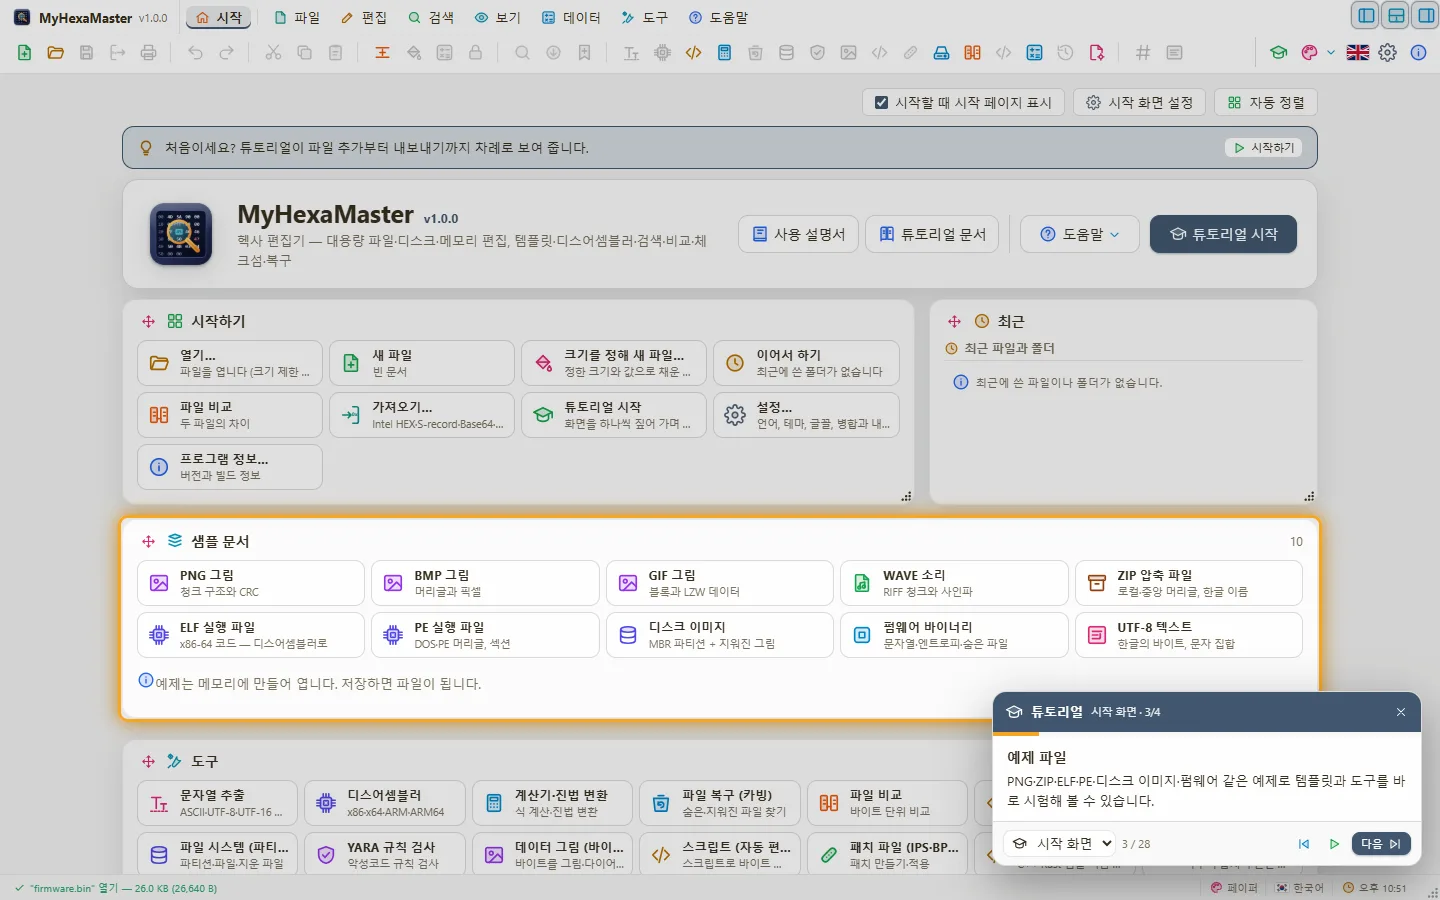 MyHexaMaster v1.0.0 시작 파일 편집 검색 보기 데이터 도구 도움말
시작할 때 시작 페이지 표시 시작 화면 설정 자동 정렬
처음이세요? 튜토리얼이 파일 추가부터 내보내기까지 차례로 보여 줍니다. 시작하기
MyHexaMaster v1.0.0
헥사 편집기 — 대용량 파일·디스크·메모리 편집, 템플릿·디스어셈블러·검색·비교·체
크섬·복구
사용 설명서 튜토리얼 문서 도움말 튜토리얼 시작
시작하기
열기...
파일을 엽니다 (크기 제한 ...
새 파일
빈 문서
크기를 정해 새 파일...
정한 크기와 값으로 채운 ...
이어서 하기
최근에 쓴 폴더가 없습니다
파일 비교
두 파일의 차이
가져오기...
Intel HEX·S-record·Base64·...
튜토리얼 시작
화면을 하나씩 짚어 가며 ...
설정...
언어, 테마, 글꼴, 병합과 내...
프로그램 정보...
버전과 빌드 정보
최근
최근 파일과 폴더
최근에 쓴 파일이나 폴더가 없습니다.
샘플 문서 10
PNG 그림
청크 구조와 CRC
BMP 그림
머리글과 픽셀
GIF 그림
블록과 LZW 데이터
WAVE 소리
RIFF 청크와 사인파
ZIP 압축 파일
로컬·중앙 머리글, 한글 이름
ELF 실행 파일
x86-64 코드 — 디스어셈블러로
PE 실행 파일
DOS·PE 머리글, 섹션
디스크 이미지
MBR 파티션 + 지워진 그림
펌웨어 바이너리
문자열·엔트로피·숨은 파일
UTF-8 텍스트
한글의 바이트, 문자 집합
예제는 메모리에 만들어 엽니다. 저장하면 파일이 됩니다.
도구
문자열 추출
ASCII·UTF-8·UTF-16 ...
디스어셈블러
x86·x64·ARM·ARM64
계산기·진법 변환
식 계산·진법 변환
파일 복구 (카빙)
숨은·지워진 파일 찾기
파일 비교
바이트 단위 비교
파일 시스템 (파티...
파티션·파일·지운 파일
YARA 규칙 검사
악성코드 규칙 검사
데이터 그림 (바이...
바이트를 그림·다이어...
스크립트 (자동 편...
스크립트로 바이트 ...
패치 파일 (IPS·BP...
패치 만들기·적용
튜토리얼 시작 화면 · 3/4
예제 파일
PNG·ZIP·ELF·PE·디스크 이미지·펌웨어 같은 예제로 템플릿과 도구를 바
로 시험해 볼 수 있습니다.
시작 화면 3 / 28 다음
"firmware.bin" 열기 — 26.0 KB (26,640 B) 페이퍼 한국어 오후 10:51